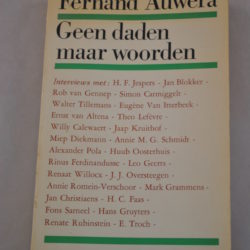 Fernand Auwera
Geen daden
maar woorden
Interviews met: H. F. Jespers - Jan Blokker -
Rob van Gennep - Simon Carmiggelt -
Walter Tillemans - Eugène Van Itterbeek -
Ernst van Altena - Theo Lefèvre -
Willy Calewaert - Jaap Kruithof -
Miep Diekmann - Annie M. G. Schmidt -
Alexander Pola - Huub Oosterhuis -
Rinus Ferdinandusse - Leo Geerts -
Renaat Willockx - J. J. Oversteegen -
Annie Romein-Verschoor - Mark Grammens -
Jan Christiaens - H. C. Faas -
Fons Sarneel - Hans Gruijters -
Renate Rubinstein - E. Troch -